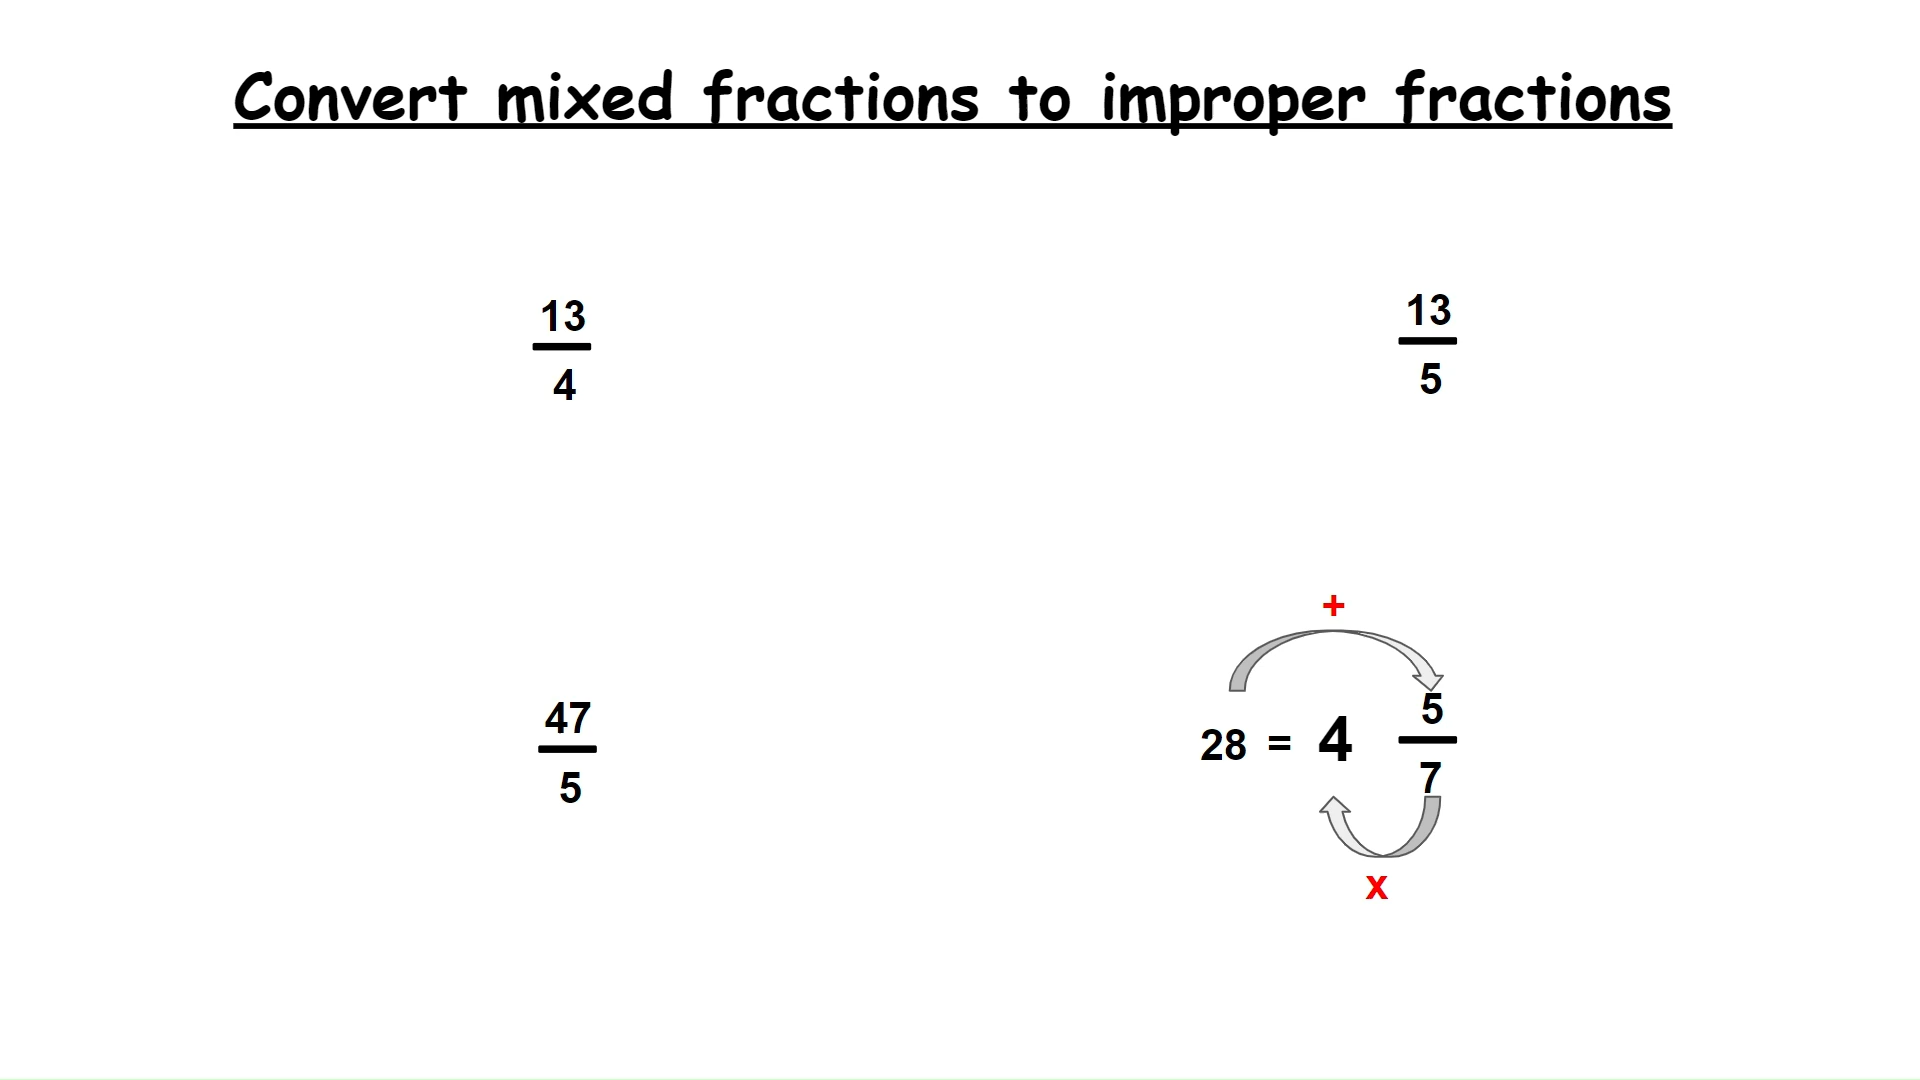 Convert mixed fractions to improper fractions
13
4
13
5
47
5
+
28 = 4 5
7
x